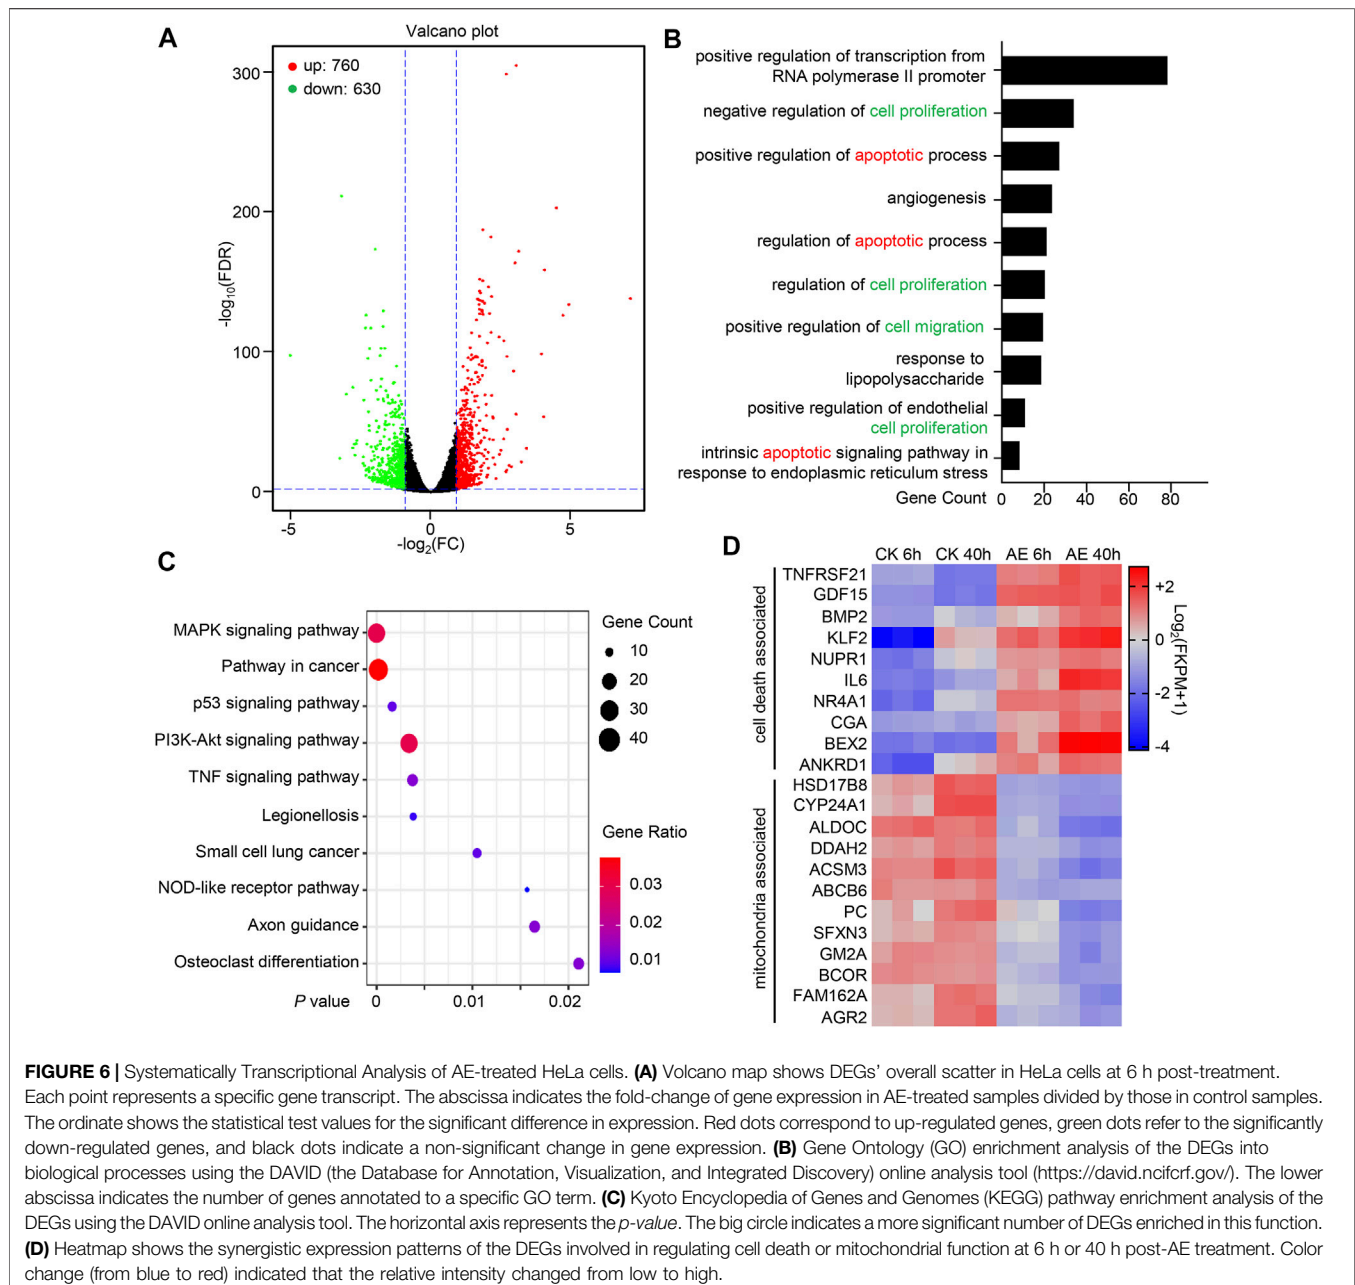 A
Valcano plot
up: 760
down: 630
300
200
100
0
-log10(FDR)
-5
0
5
-log2(FC)
B
positive regulation of transcription from
RNA polymerase II promoter
negative regulation of cell proliferation
positive regulation of apoptotic process
angiogenesis
regulation of apoptotic process
regulation of cell proliferation
positive regulation of cell migration
response to
lipopolysaccharide
positive regulation of endothelial
cell proliferation
intrinsic apoptotic signaling pathway in
response to endoplasmic reticulum stress
Gene Count 0 20 40 60 80
C
MAPK signaling pathway
Pathway in cancer
p53 signaling pathway
PI3K-Akt signaling pathway
TNF signaling pathway
Legionellosis
Small cell lung cancer
NOD-like receptor pathway
Axon guidance
Osteoclast differentiation
P value 0 0.01 0.02
Gene Count
10
20
30
40
Gene Ratio
0.03
0.02
0.01
D
CK 6h CK 40h AE 6h AE 40h
cell death associated
TNFRSF21
GDF15
BMP2
KLF2
NUPR1
IL6
NR4A1
CGA
BEX2
ANKRD1
mitochondria associated
HSD17B8
CYP24A1
ALDOC
DDAH2
ACSM3
ABCB6
PC
SFXN3
GM2A
BCOR
FAM162A
AGR2
+2
0
-2
-4
Log2(FKPM+1)
FIGURE 6 | Systematically Transcriptional Analysis of AE-treated HeLa cells. (A) Volcano map shows DEGs' overall scatter in HeLa cells at 6 h post-treatment.
Each point represents a specific gene transcript. The abscissa indicates the fold-change of gene expression in AE-treated samples divided by those in control samples.
The ordinate shows the statistical test values for the significant difference in expression. Red dots correspond to up-regulated genes, green dots refer to the significantly
down-regulated genes, and black dots indicate a non-significant change in gene expression. (B) Gene Ontology (GO) enrichment analysis of the DEGs into
biological processes using the DAVID (the Database for Annotation, Visualization, and Integrated Discovery) online analysis tool (https://david.ncifcrf.gov/). The lower
abscissa indicates the number of genes annotated to a specific GO term. (C) Kyoto Encyclopedia of Genes and Genomes (KEGG) pathway enrichment analysis of the
DEGs using the DAVID online analysis tool. The horizontal axis represents the p-value. The big circle indicates a more significant number of DEGs enriched in this function.
(D) Heatmap shows the synergistic expression patterns of the DEGs involved in regulating cell death or mitochondrial function at 6 h or 40 h post-AE treatment. Color
change (from blue to red) indicated that the relative intensity changed from low to high.